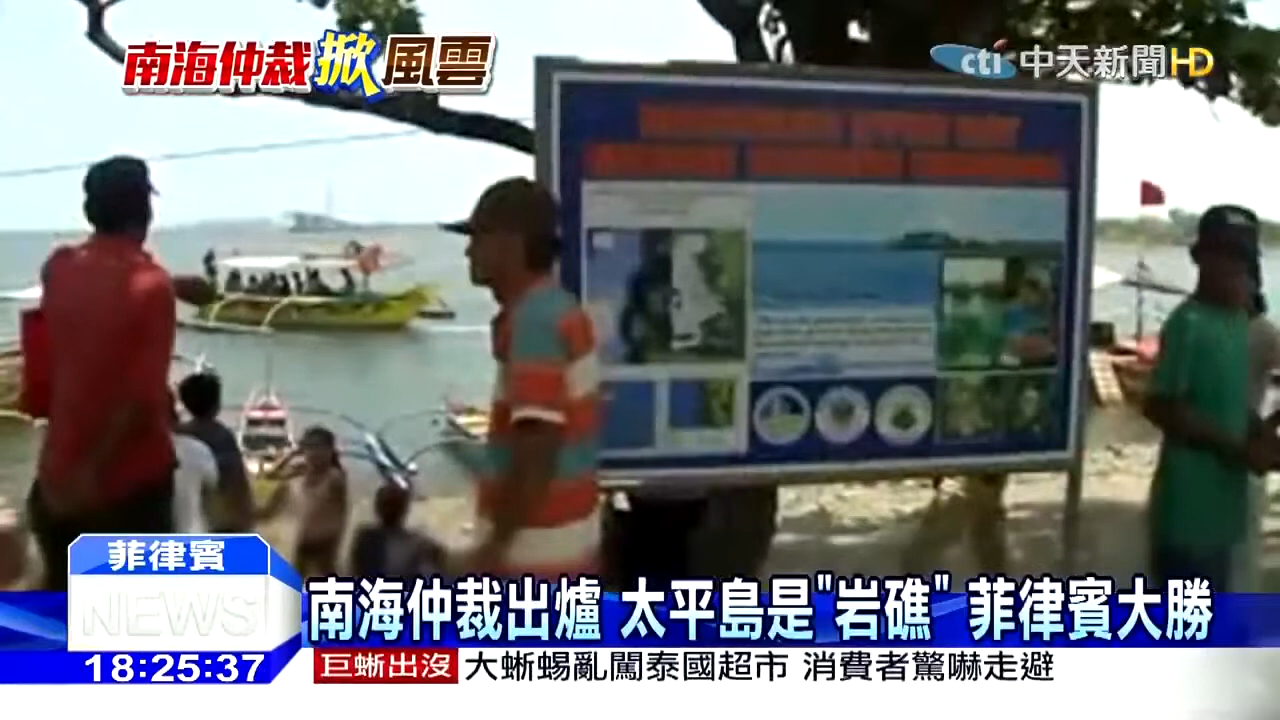 南海仲裁掀風雲
cti 中天新聞HD
菲律賓
NEWS
南海仲裁出爐 太平島是"岩礁" 菲律賓大勝
18:25:37
巨蜥出沒 大蜥蜴亂闖泰國超市 消費者驚嚇走避